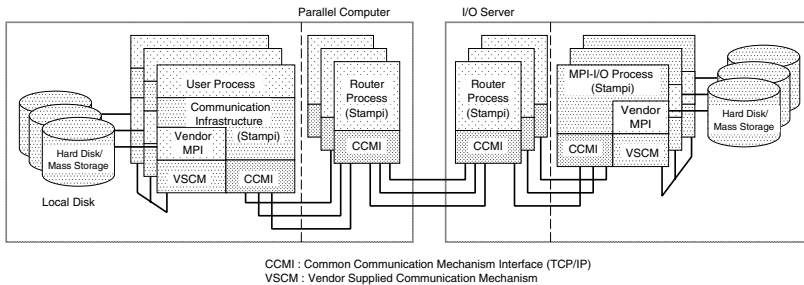 Parallel Computer
I/O Server
User Process
Communication
Infrastructure
(Stampi)
Vendor
MPI
VSCM
CCMI
Hard Disk/
Mass Storage
Local Disk
Router
Process
(Stampi)
CCMI
Router
Process
(Stampi)
CCMI
MPI-I/O Process
(Stampi)
Vendor
MPI
CCMI
VSCM
Hard Disk/
Mass Storage
CCMI : Common Communication Mechanism Interface (TCP/IP)
VSCM : Vendor Supplied Communication Mechanism